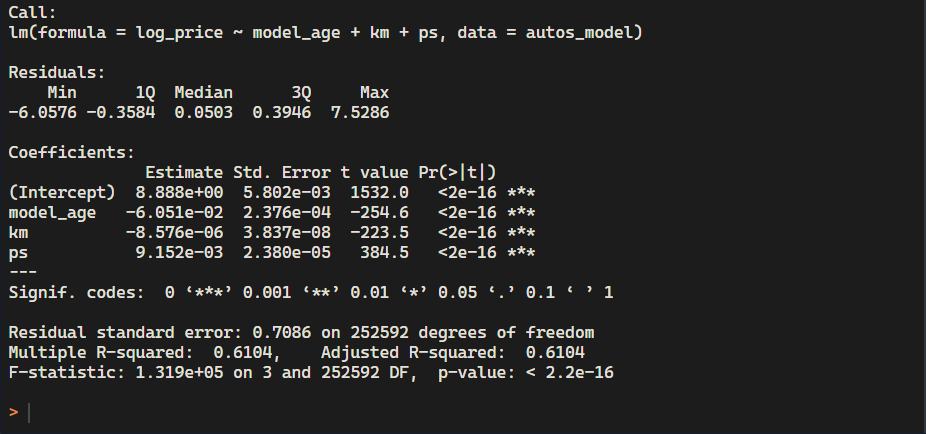 Call:
lm(formula = log_price ~ model_age + km + ps, data = autos_model)

Residuals:
    Min      1Q  Median      3Q     Max
-6.0576 -0.3584  0.0503  0.3946  7.5286

Coefficients:
              Estimate Std. Error t value Pr(>|t|)
(Intercept)  8.888e+00  5.802e-03  1532.0   <2e-16 ***
model_age   -6.051e-02  2.376e-04  -254.6   <2e-16 ***
km          -8.576e-06  3.837e-08  -223.5   <2e-16 ***
ps           9.152e-03  2.380e-05   384.5   <2e-16 ***
---
Signif. codes:  0 ‘***’ 0.001 ‘**’ 0.01 ‘*’ 0.05 ‘.’ 0.1 ‘ ’ 1

Residual standard error: 0.7086 on 252592 degrees of freedom
Multiple R-squared:  0.6104,    Adjusted R-squared:  0.6104
F-statistic: 1.319e+05 on 3 and 252592 DF,  p-value: < 2.2e-16

>